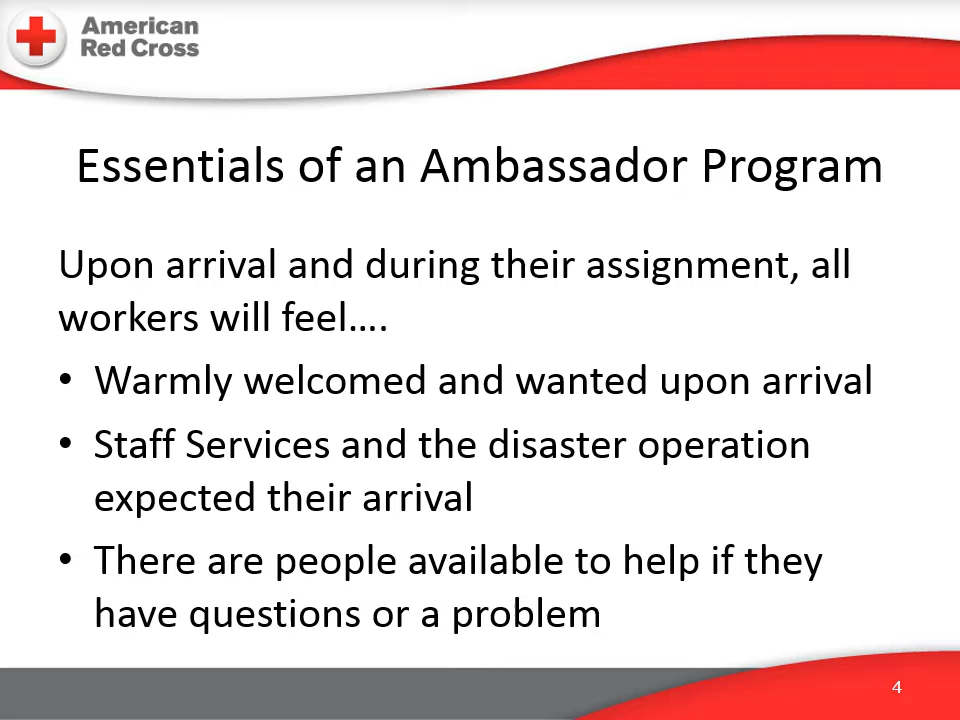 American
Red Cross
Essentials of an Ambassador Program
Upon arrival and during their assignment, all
workers will feel….
• Warmly welcomed and wanted upon arrival
• Staff Services and the disaster operation
expected their arrival
• There are people available to help if they
have questions or a problem
4